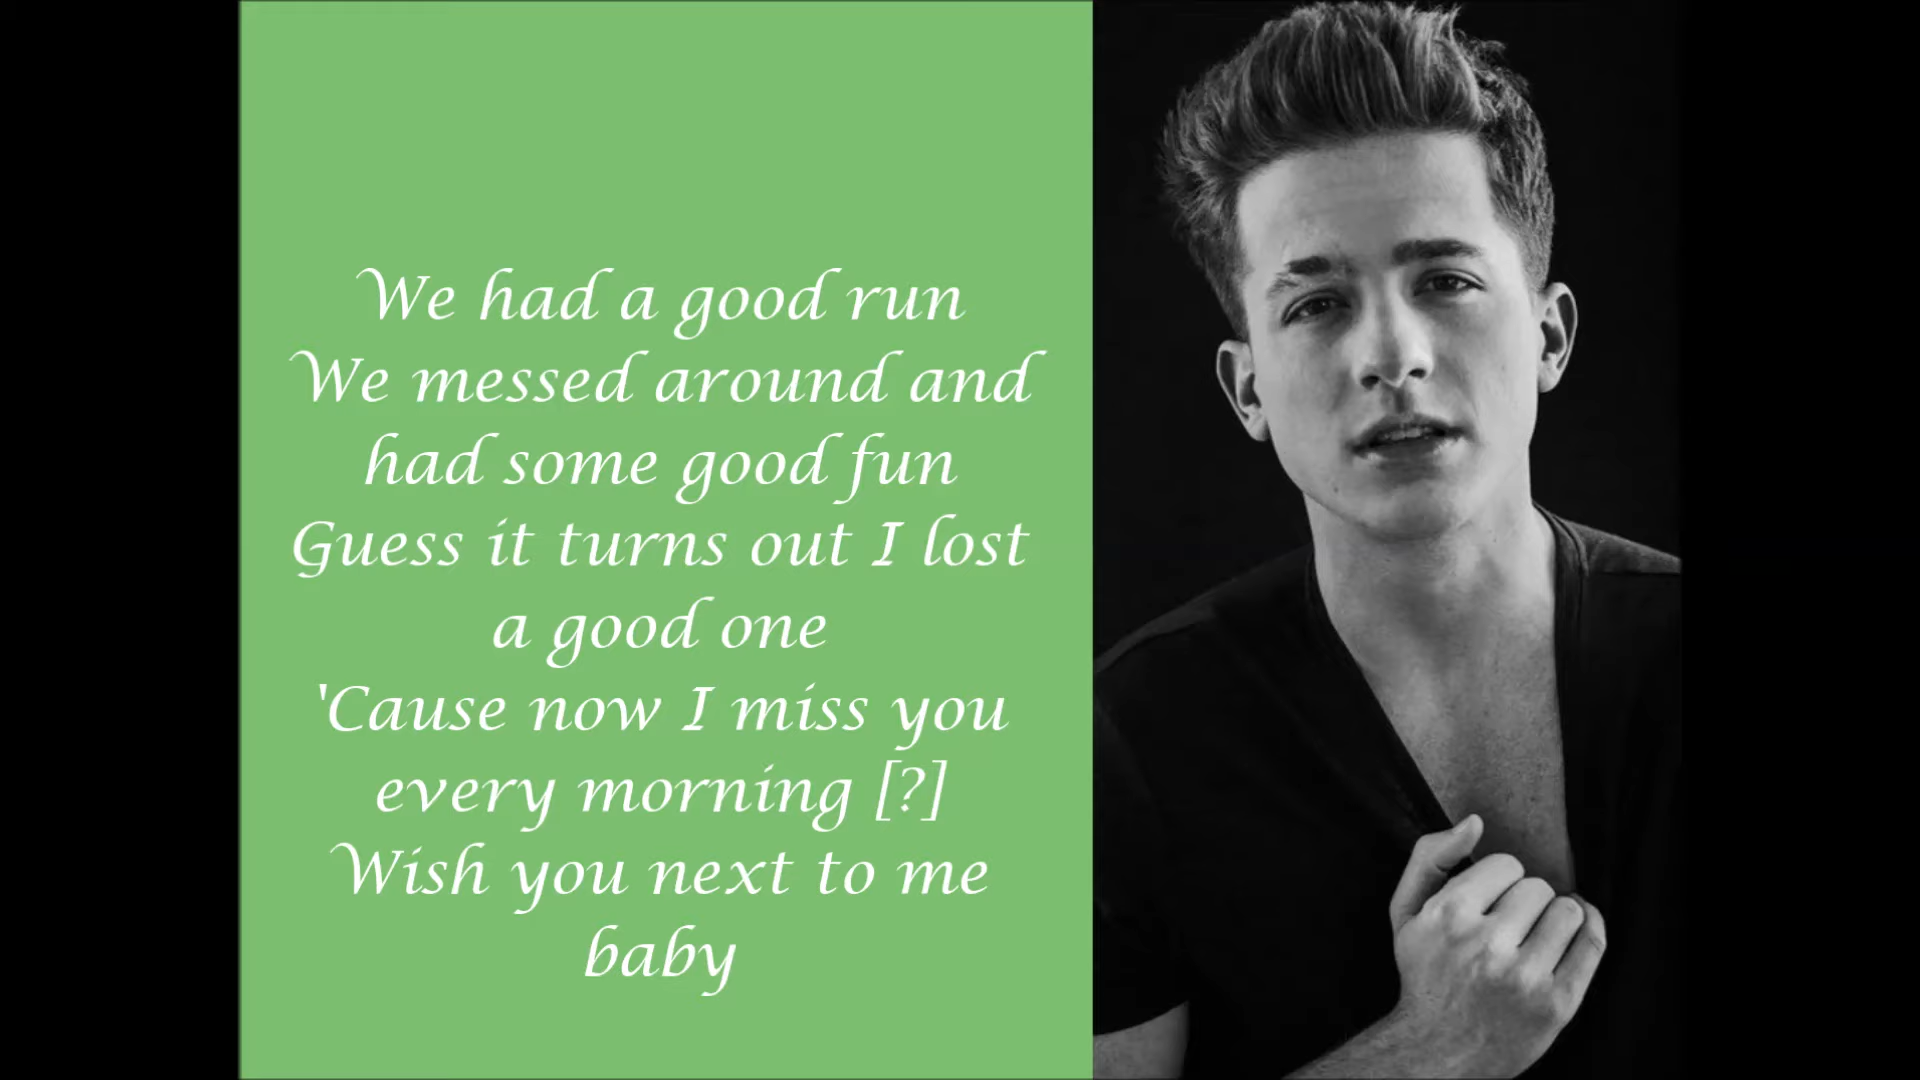 We had a good run
We messed around and
had some good fun
Guess it turns out I lost
a good one
'Cause now I miss you
every morning [?]
Wish you next to me
baby